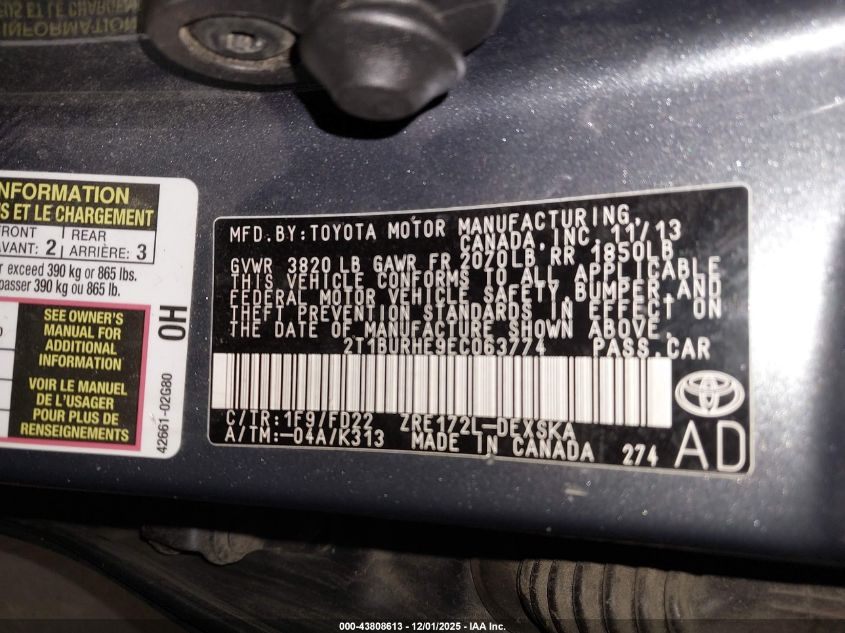 NFORMATION
S ET LE CHARGEMENT
FRONT
AVANT: 2
REAR
ARRIÈRE: 3
r exceed 390 kg or 865 lbs.
passer 390 kg ou 865 lb.
SEE OWNER'S
MANUAL FOR
ADDITIONAL
INFORMATION
VOIR LE MANUEL
DE L'USAGER
POUR PLUS DE
RENSEIGNEMENTS
OH
42661-02G80
MFD.BY:TOYOTA MOTOR MANUFACTURING,
CANADA,INC. 11/13
GVWR 3820 LB GAWR FR 2070LB RR 1850LB
THIS VEHICLE CONFORMS TO ALL APPLICABLE
FEDERAL MOTOR VEHICLE SAFETY,BUMPER,AND
THEFT PREVENTION STANDARDS IN EFFECT ON
THE DATE OF MANUFACTURE SHOWN ABOVE.
2T1BURHE9EC063774 PASS.CAR
C/TR:1F9/FD22 ZRE172L-DEXSKA
A/TM:-04A/K313 MADE IN CANADA 274
AD
000-43808613 - 12/01/2025 - IAA Inc.